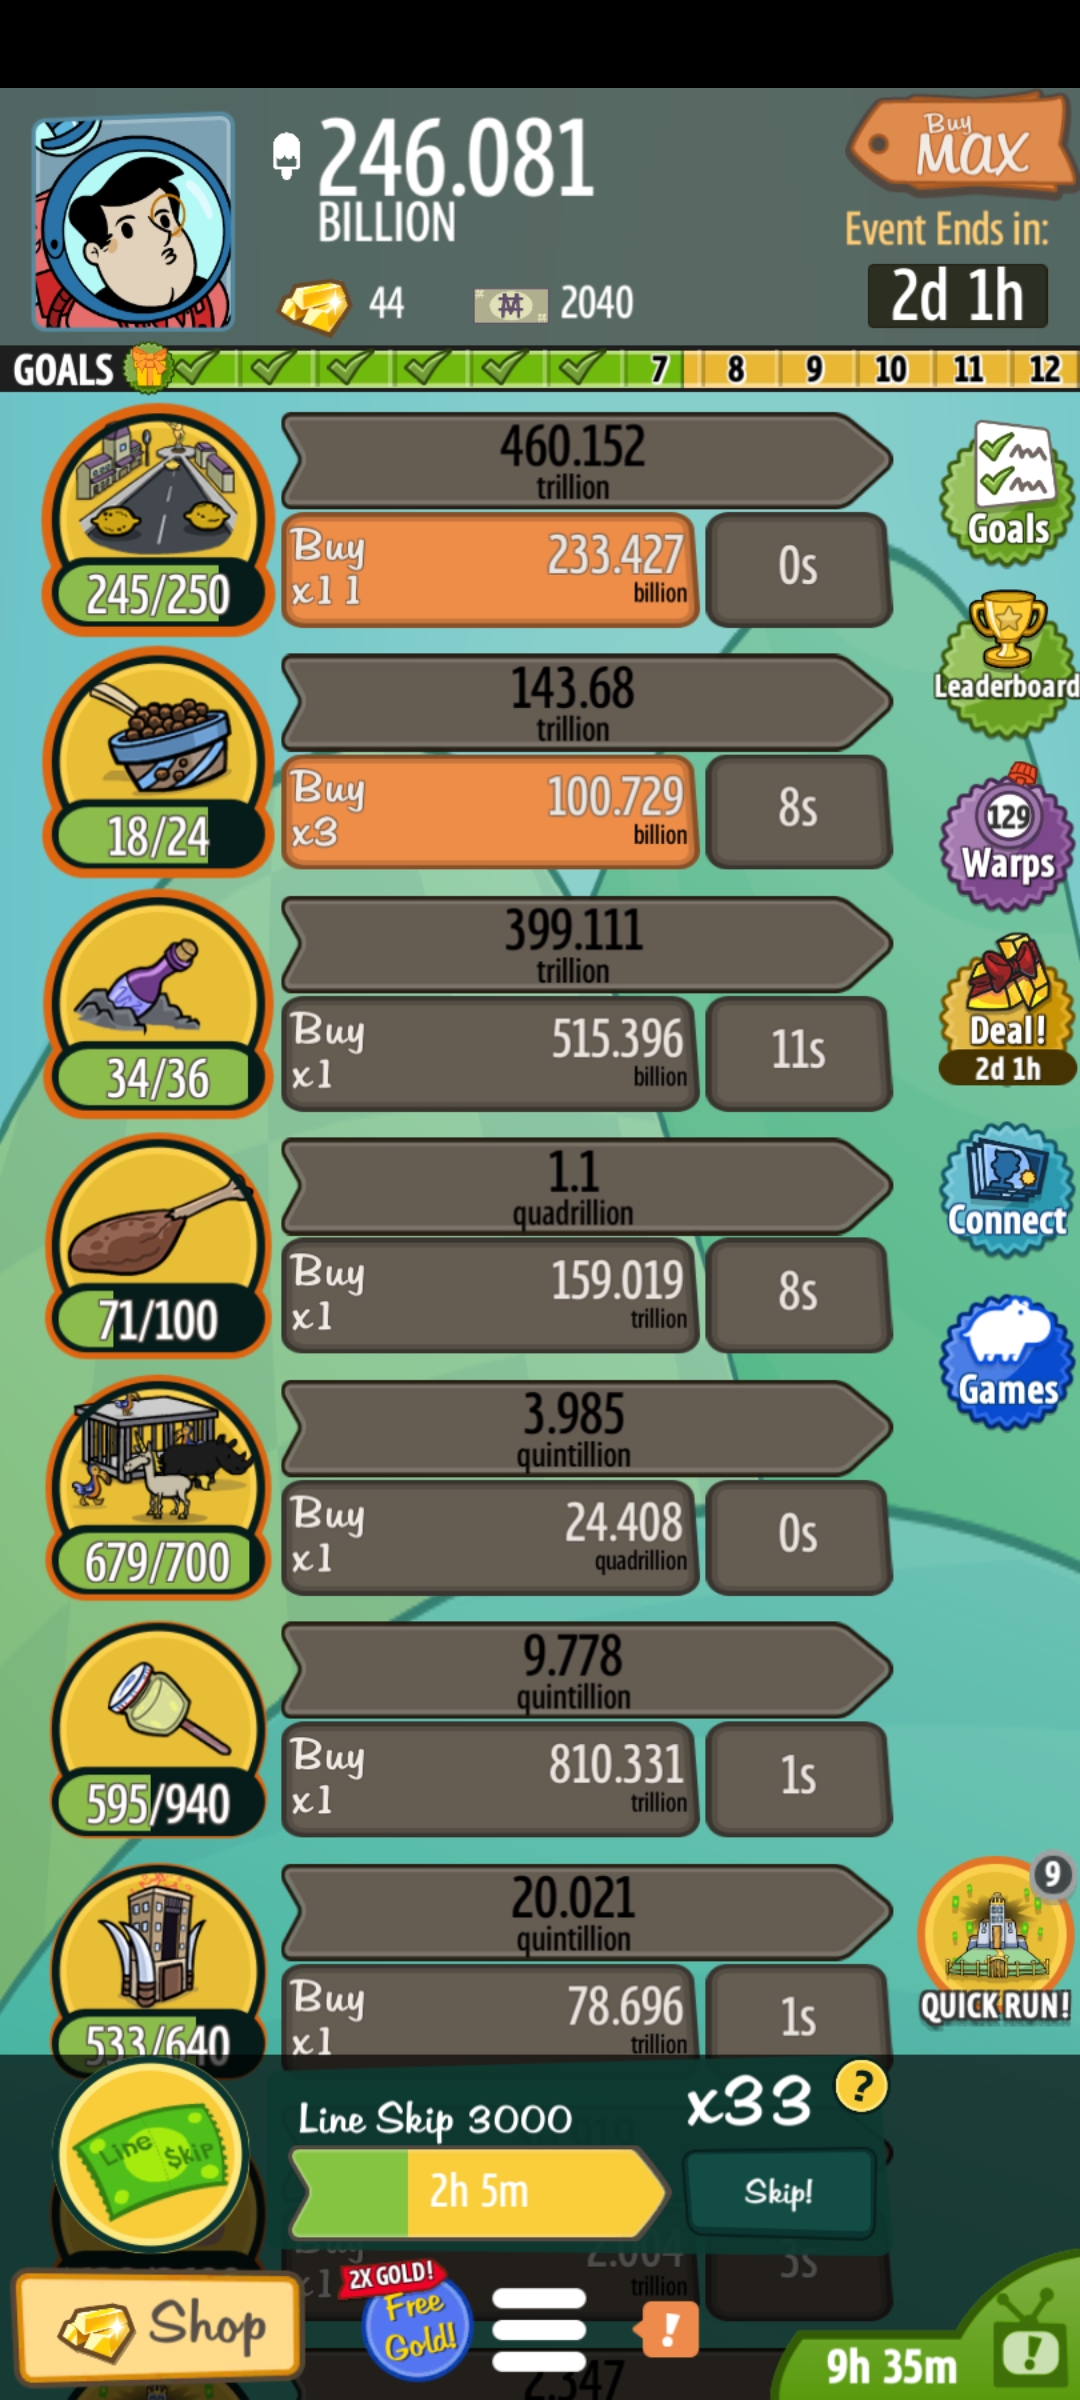 246.081
BILLION
Buy
MAX
Event Ends in:
2d 1h
44
2040
GOALS
7 8 9 10 11 12
460.152
trillion
245/250
Buy
x11
233.427
billion
0s
Goals
143.68
trillion
18/24
Buy
x3
100.729
billion
8s
Leaderboard
399.111
trillion
34/36
Buy
x1
515.396
billion
11s
129
Warps
Deal!
2d 1h
1.1
quadrillion
71/100
Buy
x1
159.019
trillion
8s
Connect
3.985
quintillion
679/700
Buy
x1
24.408
quadrillion
0s
Games
9.778
quintillion
595/940
Buy
x1
810.331
trillion
1s
20.021
quintillion
533/640
Buy
x1
78.696
trillion
1s
9
QUICK RUN!
Line Skip
Line Skip 3000
x33
?
2h 5m
Skip!
Buy
x1
2.004
trillion
3s
Shop
2X GOLD!
Free
Gold!
!
2.347
9h 35m
!